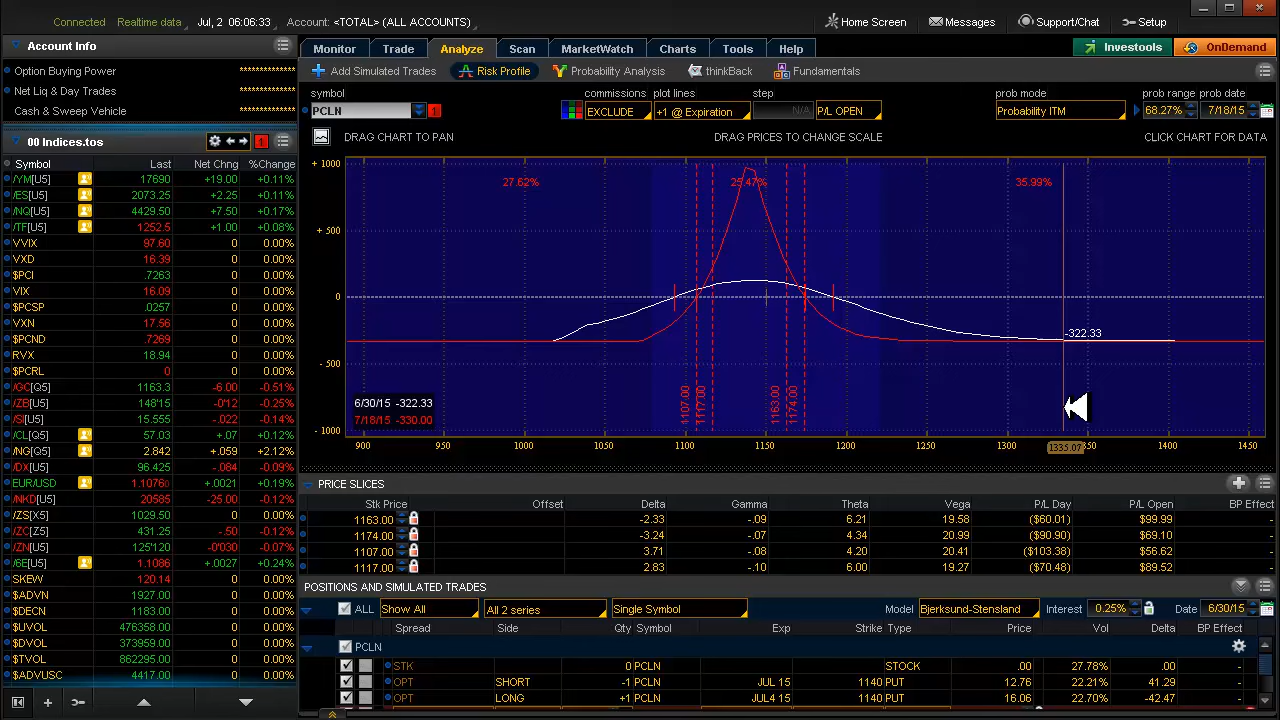 Connected Realtime data Jul, 2 06:06:33 Account: <TOTAL> (ALL ACCOUNTS) Home Screen Messages Support/Chat Setup
Account Info
Option Buying Power **************
Net Liq & Day Trades **************
Cash & Sweep Vehicle **************
00 Indices.tos 1
Symbol Last Net Chng %Change
/YM[U5] 17690 +19.00 +0.11%
/ES[U5] 2073.25 +2.25 +0.11%
/NQ[U5] 4429.50 +7.50 +0.17%
/TF[U5] 1252.5 +1.00 +0.08%
VVIX 97.60 0 0.00%
VXD 16.39 0 0.00%
$PCI .7263 0 0.00%
VIX 16.09 0 0.00%
$PCSP .0257 0 0.00%
VXN 17.56 0 0.00%
$PCND .7269 0 0.00%
RVX 18.94 0 0.00%
$PCRL 0 0 0.00%
/GC[Q5] 1163.3 -6.00 -0.51%
/ZB[U5] 148'15 -0'12 -0.25%
/SI[U5] 15.555 -.022 -0.14%
/CL[Q5] 57.03 +.07 +0.12%
/NG[Q5] 2.842 +.059 +2.12%
/DX[U5] 96.425 -.084 -0.09%
EUR/USD 1.10760 +.0021 +0.19%
/NKD[U5] 20585 -25.00 -0.12%
/ZS[X5] 1029.50 0 0.00%
/ZC[Z5] 431.25 -.50 -0.12%
/ZN[U5] 125'120 -0'030 -0.07%
/6E[U5] 1.1086 +.0027 +0.24%
SKEW 120.14 0 0.00%
$ADVN 1927.00 0 0.00%
$DECN 1183.00 0 0.00%
$UVOL 476358.00 0 0.00%
$DVOL 373959.00 0 0.00%
$TVOL 862295.00 0 0.00%
$ADVUSC 4417.00 0 0.00%
Monitor Trade Analyze Scan MarketWatch Charts Tools Help Investools OnDemand
Add Simulated Trades Risk Profile Probability Analysis thinkBack Fundamentals
symbol commissions plot lines step prob mode prob range prob date
PCLN 1 EXCLUDE +1 @ Expiration N/A P/L OPEN Probability ITM 68.27% 7/18/15
DRAG CHART TO PAN DRAG PRICES TO CHANGE SCALE CLICK CHART FOR DATA
+ 1000
27.62% 25.47% 35.99%
+ 500
0
-322.33
- 500
1107.00 1117.00 1163.00 1174.00
6/30/15 -322.33
7/18/15 -330.00
- 1000
900 1000 1050 1100 1150 1200 1250 1300 1335.07 1350 1400 1450
PRICE SLICES
Stk Price Offset Delta Gamma Theta Vega P/L Day P/L Open BP Effect
1163.00 -2.33 -.09 6.21 19.58 ($60.01) $99.99
1174.00 -3.24 -.07 4.34 20.99 ($90.90) $69.10
1107.00 3.71 -.08 4.20 20.41 ($103.38) $56.62
1117.00 2.83 -.10 6.00 19.27 ($70.48) $89.52
POSITIONS AND SIMULATED TRADES
ALL Show All All 2 series Single Symbol Model Bjerksund-Stensland Interest 0.25% Date 6/30/15
Spread Side Qty Symbol Exp Strike Type Price Vol Delta BP Effect
PCLN
STK 0 PCLN STOCK .00 27.78% .00 -
OPT SHORT -1 PCLN JUL 15 1140 PUT 12.76 22.21% 41.29 -
OPT LONG +1 PCLN JUL4 15 1140 PUT 16.06 22.70% -42.47 -